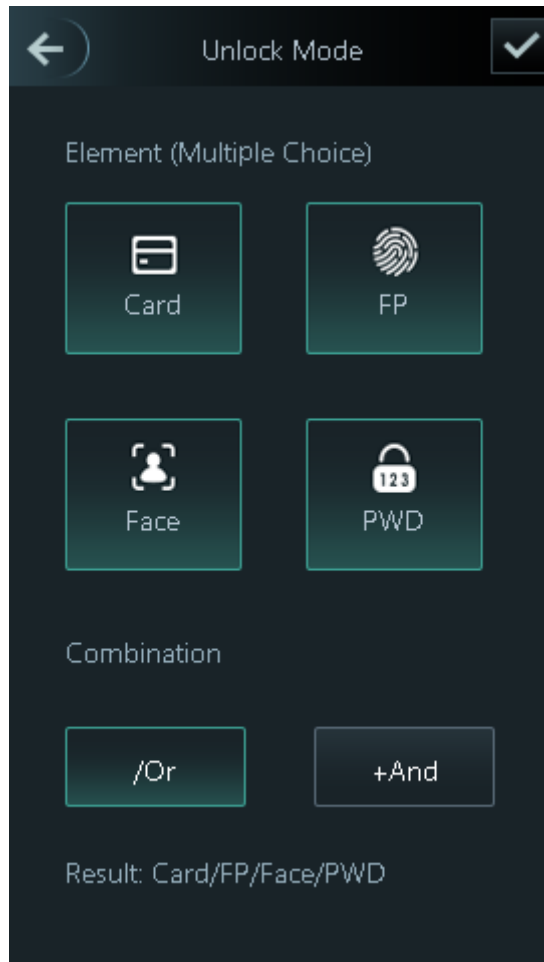 Unlock Mode
Element (Multiple Choice)
Card
FP
Face
123
PWD
Combination
/Or
+And
Result: Card/FP/Face/PWD